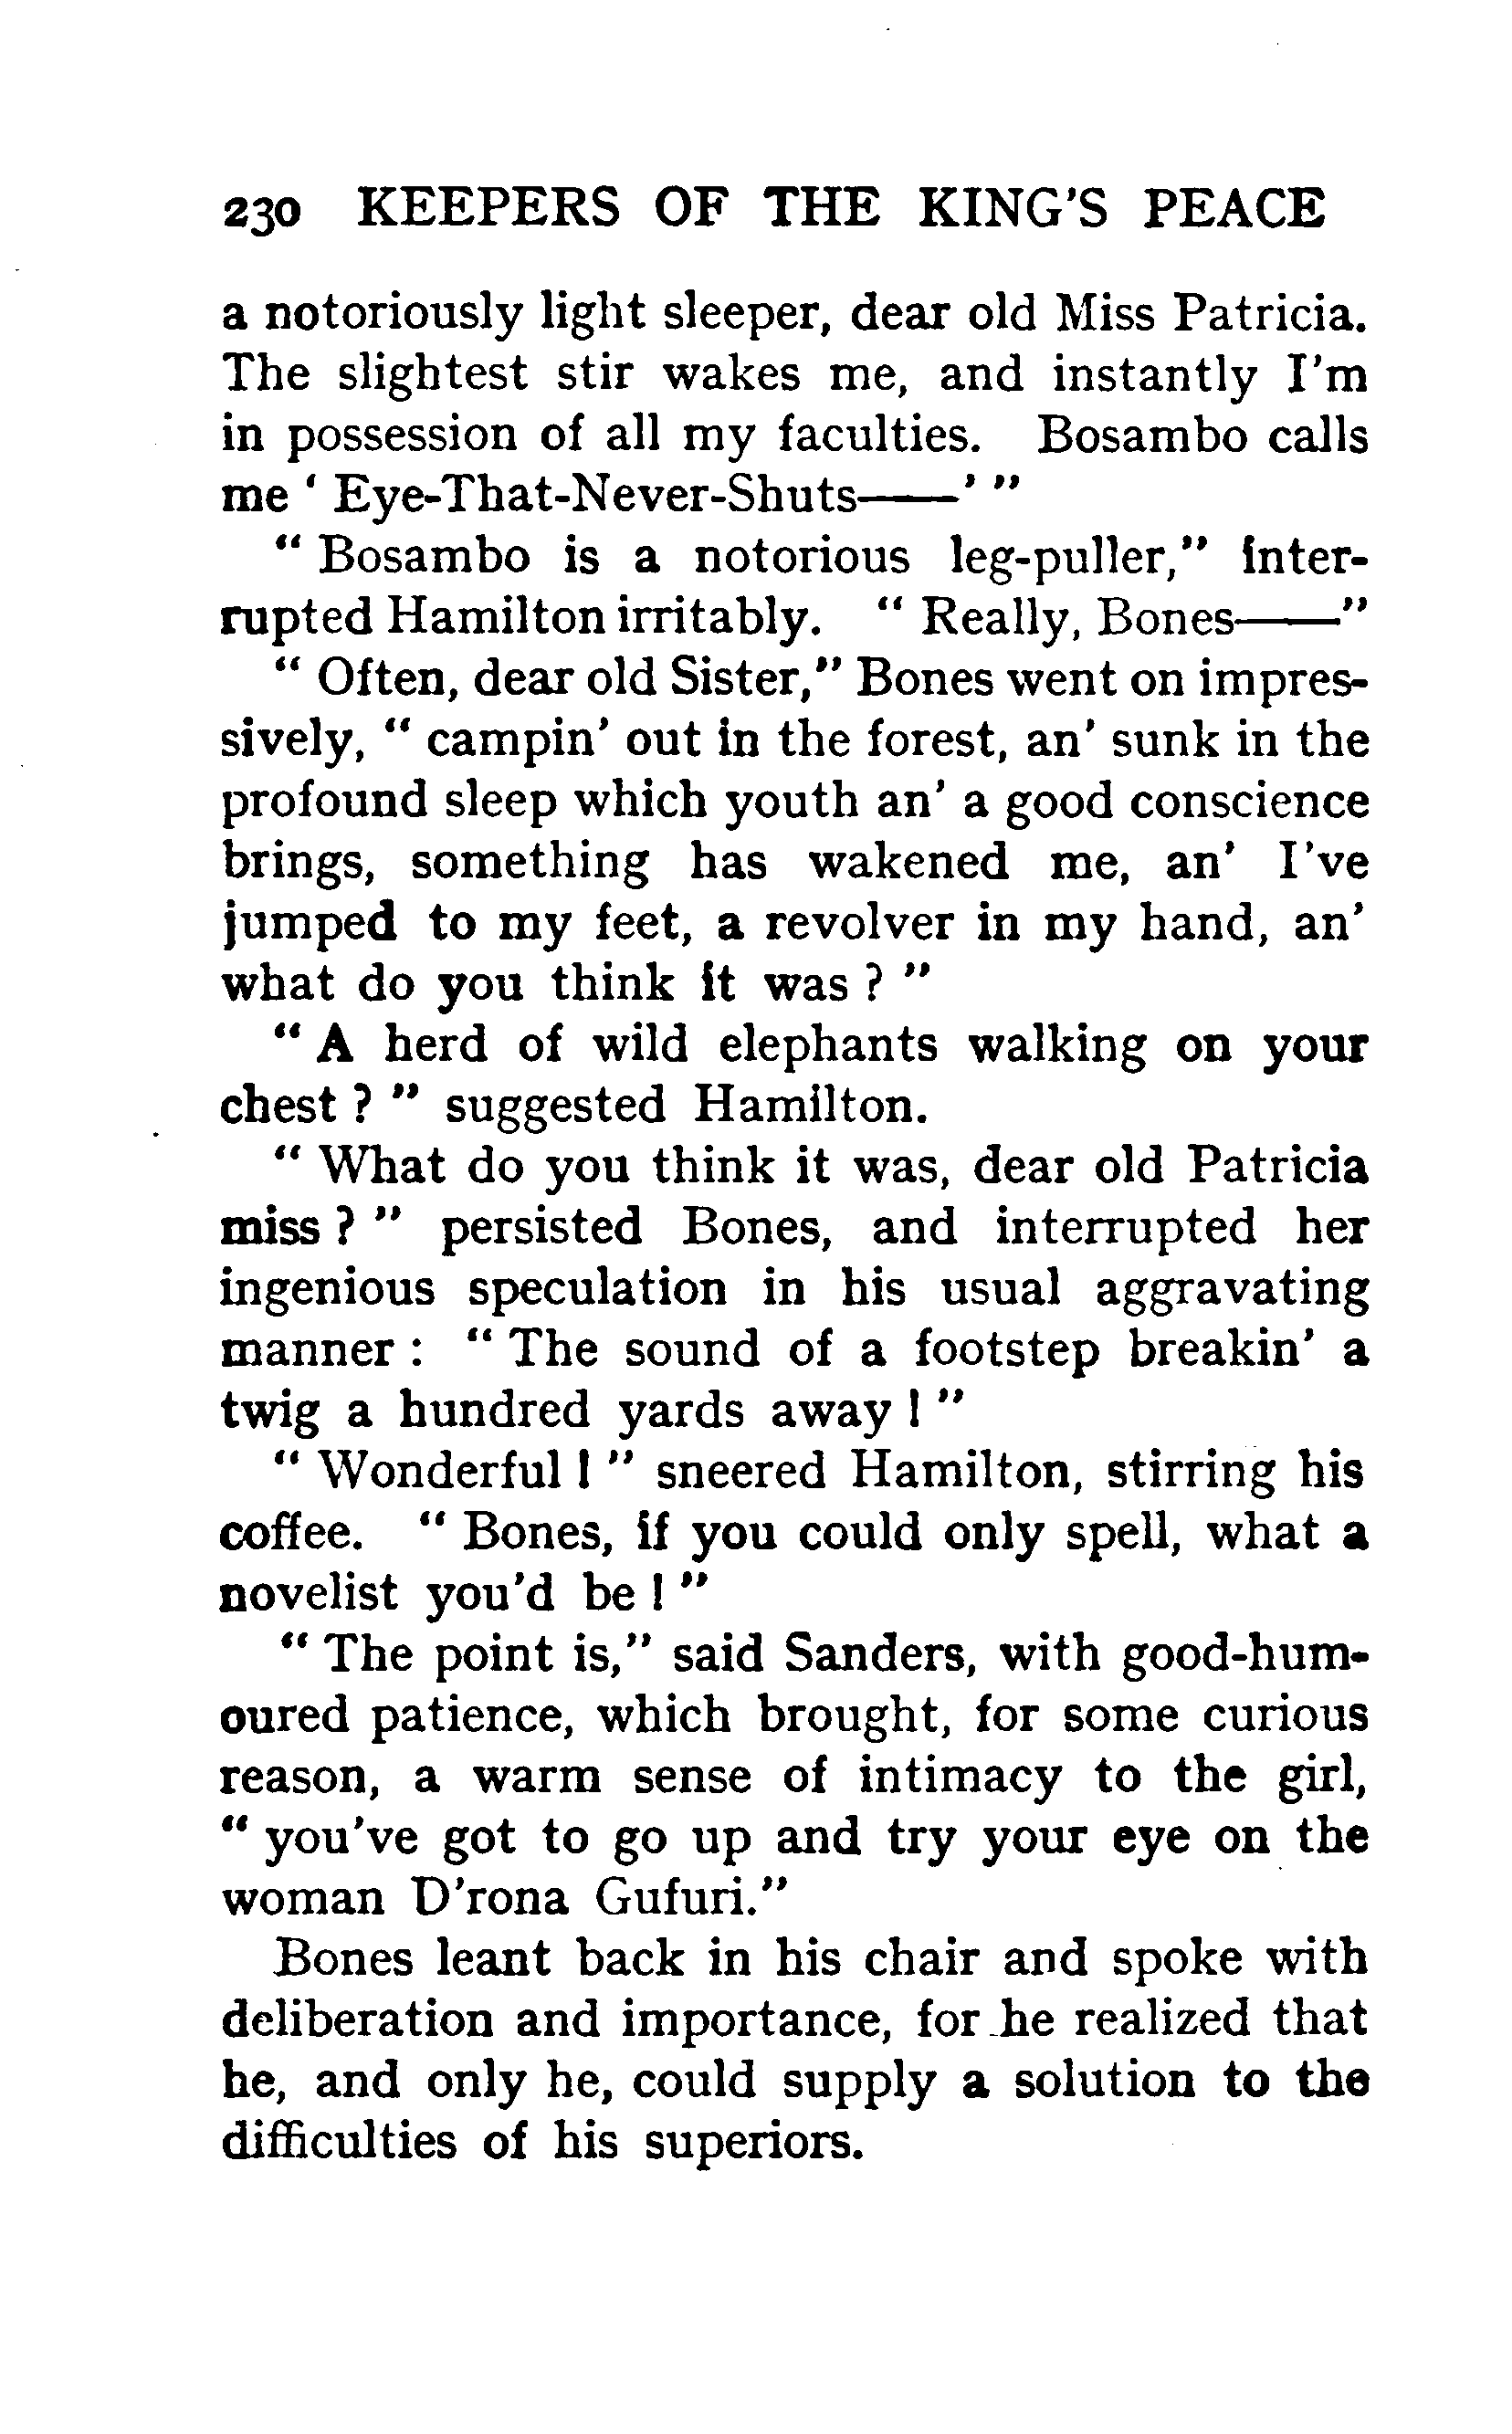 230 KEEPERS OF THE KING'S PEACE
a notoriously light sleeper, dear old Miss Patricia.
The slightest stir wakes me, and instantly I'm
in possession of all my faculties. Bosambo calls
me ' Eye-That-Never-Shuts——' "
" Bosambo is a notorious leg-puller," inter-
rupted Hamilton irritably. " Really, Bones——"
" Often, dear old Sister," Bones went on impres-
sively, " campin' out in the forest, an' sunk in the
profound sleep which youth an' a good conscience
brings, something has wakened me, an' I've
jumped to my feet, a revolver in my hand, an'
what do you think it was ? "
" A herd of wild elephants walking on your
chest ? " suggested Hamilton.
" What do you think it was, dear old Patricia
miss ? " persisted Bones, and interrupted her
ingenious speculation in his usual aggravating
manner : " The sound of a footstep breakin' a
twig a hundred yards away ! "
" Wonderful ! " sneered Hamilton, stirring his
coffee. " Bones, if you could only spell, what a
novelist you'd be ! "
" The point is," said Sanders, with good-hum-
oured patience, which brought, for some curious
reason, a warm sense of intimacy to the girl,
" you've got to go up and try your eye on the
woman D'rona Gufuri."
Bones leant back in his chair and spoke with
deliberation and importance, for he realized that
he, and only he, could supply a solution to the
difficulties of his superiors.